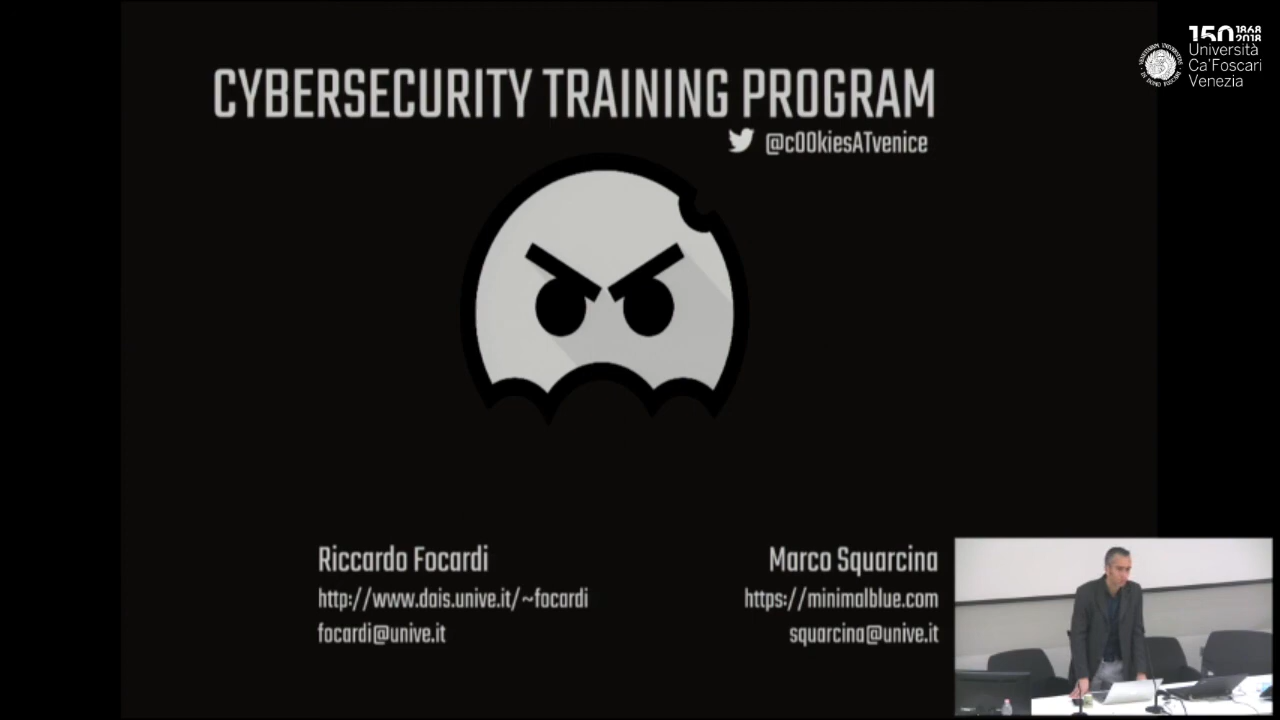 CYBERSECURITY TRAINING PROGRAM
@c00kiesATvenice
150 1868 2018
Università
Ca'Foscari
Venezia
Riccardo Focardi
http://www.dais.unive.it/~focardi
focardi@unive.it
Marco Squarcina
https://minimalblue.com
squarcina@unive.it